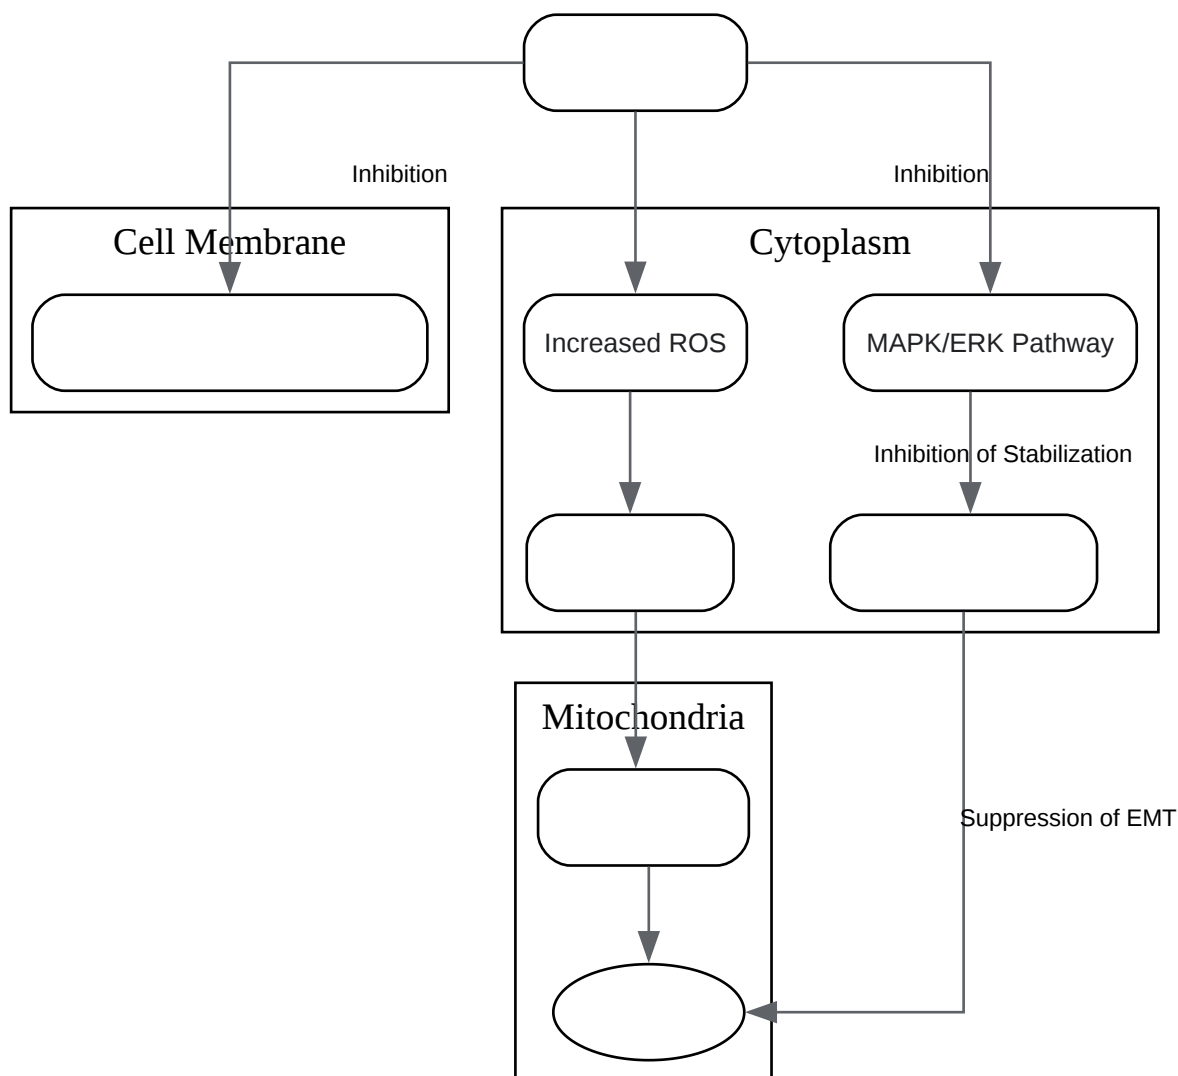 Inhibition
Inhibition
Cell Membrane
Cytoplasm
Increased ROS
MAPK/ERK Pathway
Inhibition of Stabilization
Mitochondria
Suppression of EMT